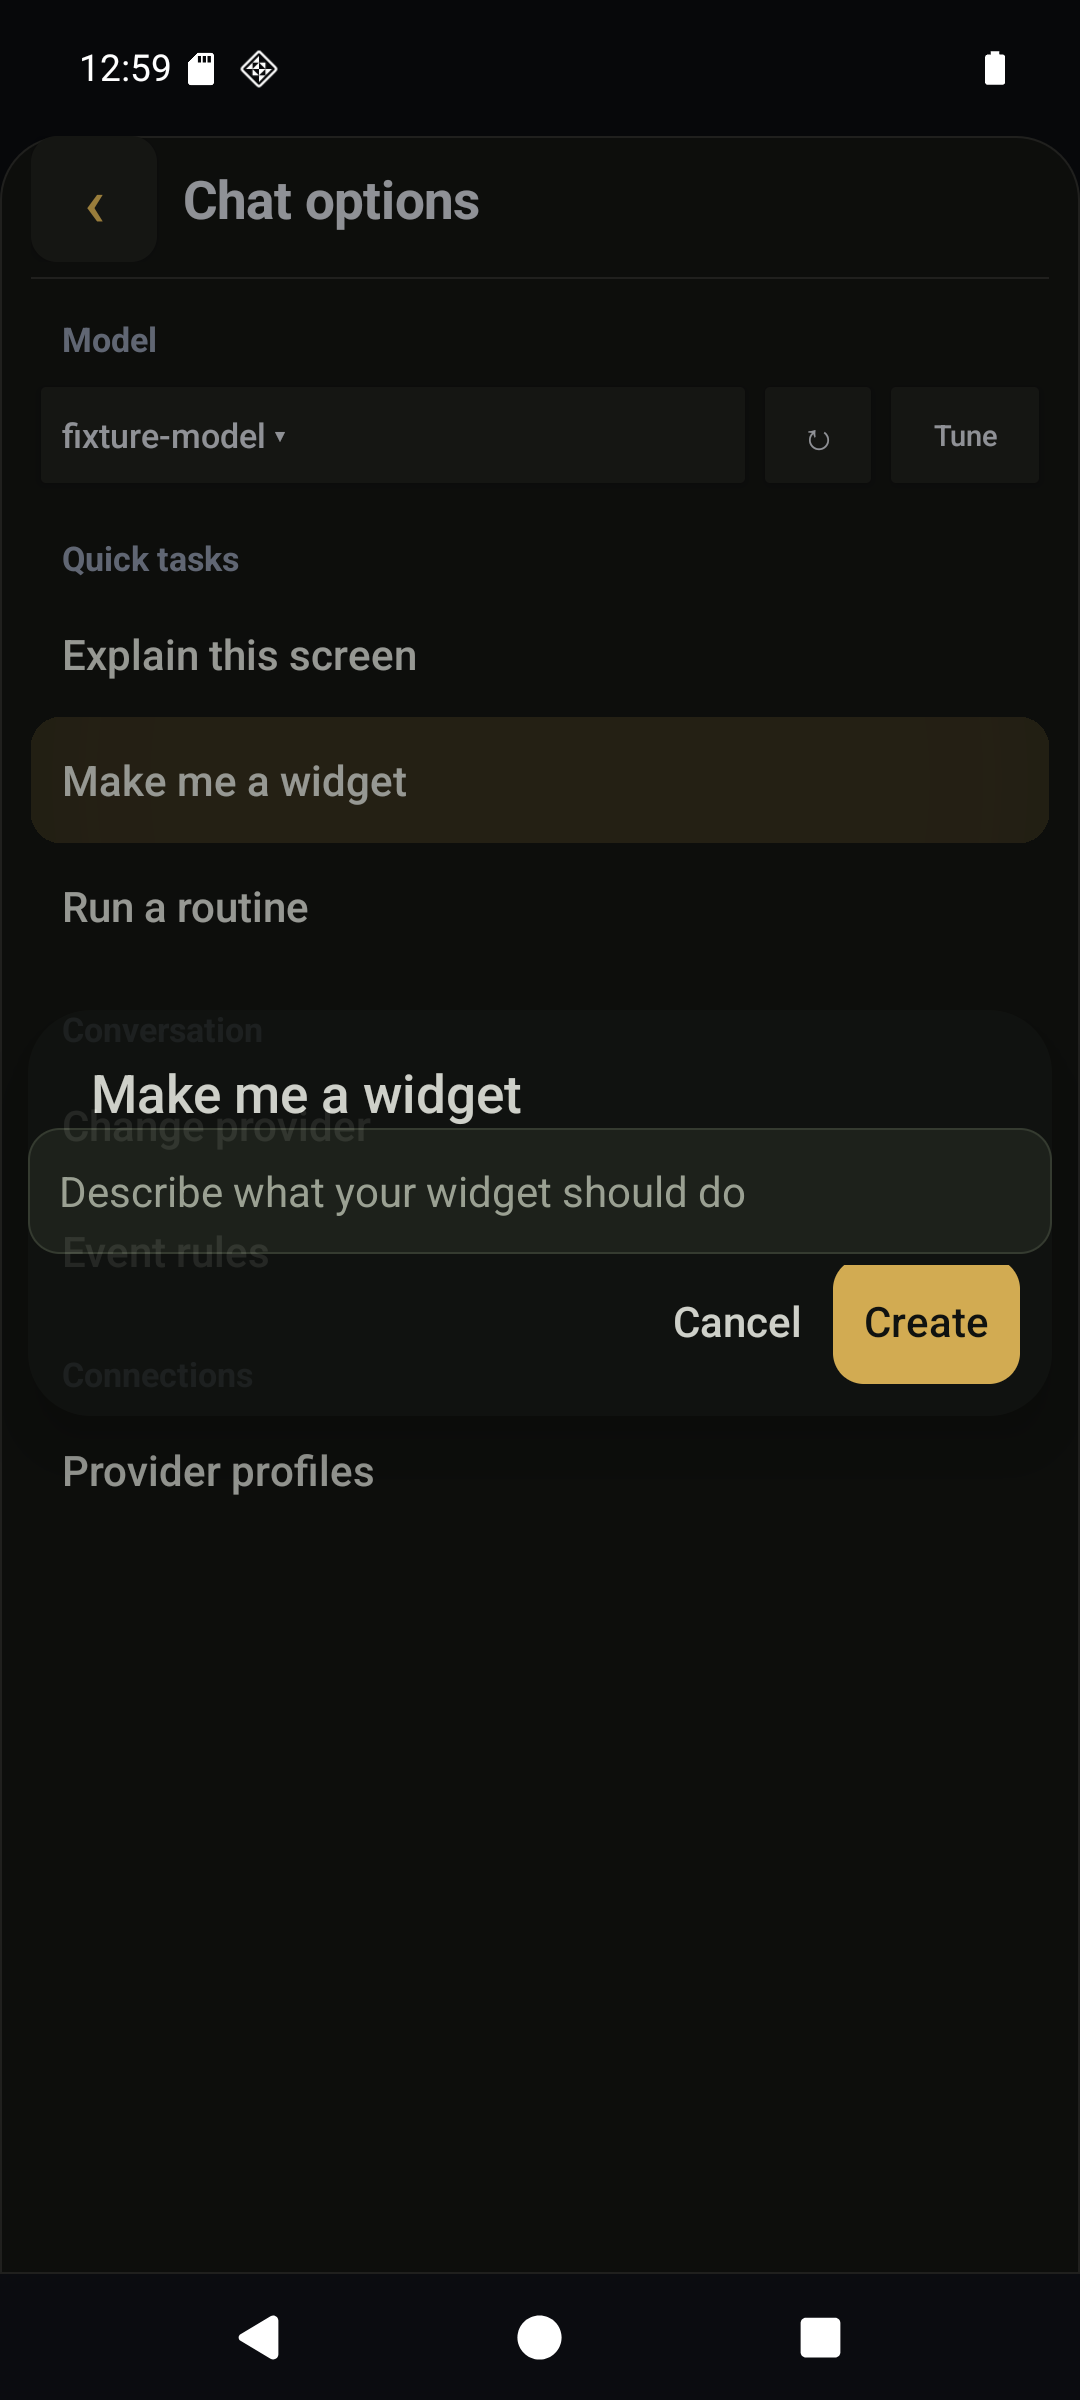 12:59
Chat options
Model
fixture-model ▾
↻ Tune
Quick tasks
Explain this screen
Make me a widget
Run a routine
Conversation
Make me a widget
Change provider
Describe what your widget should do
Event rules
Cancel Create
Connections
Provider profiles